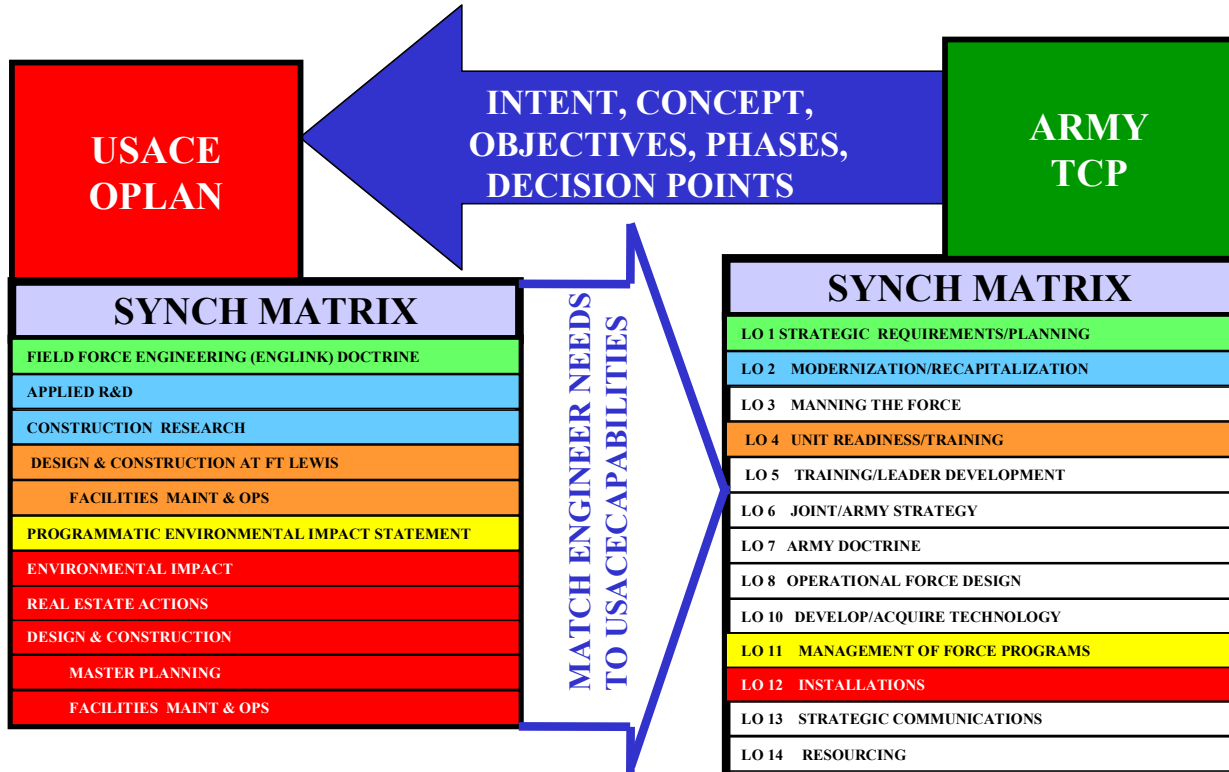 USACE
OPLAN
INTENT, CONCEPT,
OBJECTIVES, PHASES,
DECISION POINTS
ARMY
TCP
SYNCH MATRIX
FIELD FORCE ENGINEERING (ENGLINK) DOCTRINE
APPLIED R&D
CONSTRUCTION RESEARCH
DESIGN & CONSTRUCTION AT FT LEWIS
FACILITIES MAINT & OPS
PROGRAMMATIC ENVIRONMENTAL IMPACT STATEMENT
ENVIRONMENTAL IMPACT
REAL ESTATE ACTIONS
DESIGN & CONSTRUCTION
MASTER PLANNING
FACILITIES MAINT & OPS
MATCH ENGINEER NEEDS
TO USACECAPABILITIES
SYNCH MATRIX
LO 1 STRATEGIC REQUIREMENTS/PLANNING
LO 2 MODERNIZATION/RECAPITALIZATION
LO 3 MANNING THE FORCE
LO 4 UNIT READINESS/TRAINING
LO 5 TRAINING/LEADER DEVELOPMENT
LO 6 JOINT/ARMY STRATEGY
LO 7 ARMY DOCTRINE
LO 8 OPERATIONAL FORCE DESIGN
LO 10 DEVELOP/ACQUIRE TECHNOLOGY
LO 11 MANAGEMENT OF FORCE PROGRAMS
LO 12 INSTALLATIONS
LO 13 STRATEGIC COMMUNICATIONS
LO 14 RESOURCING